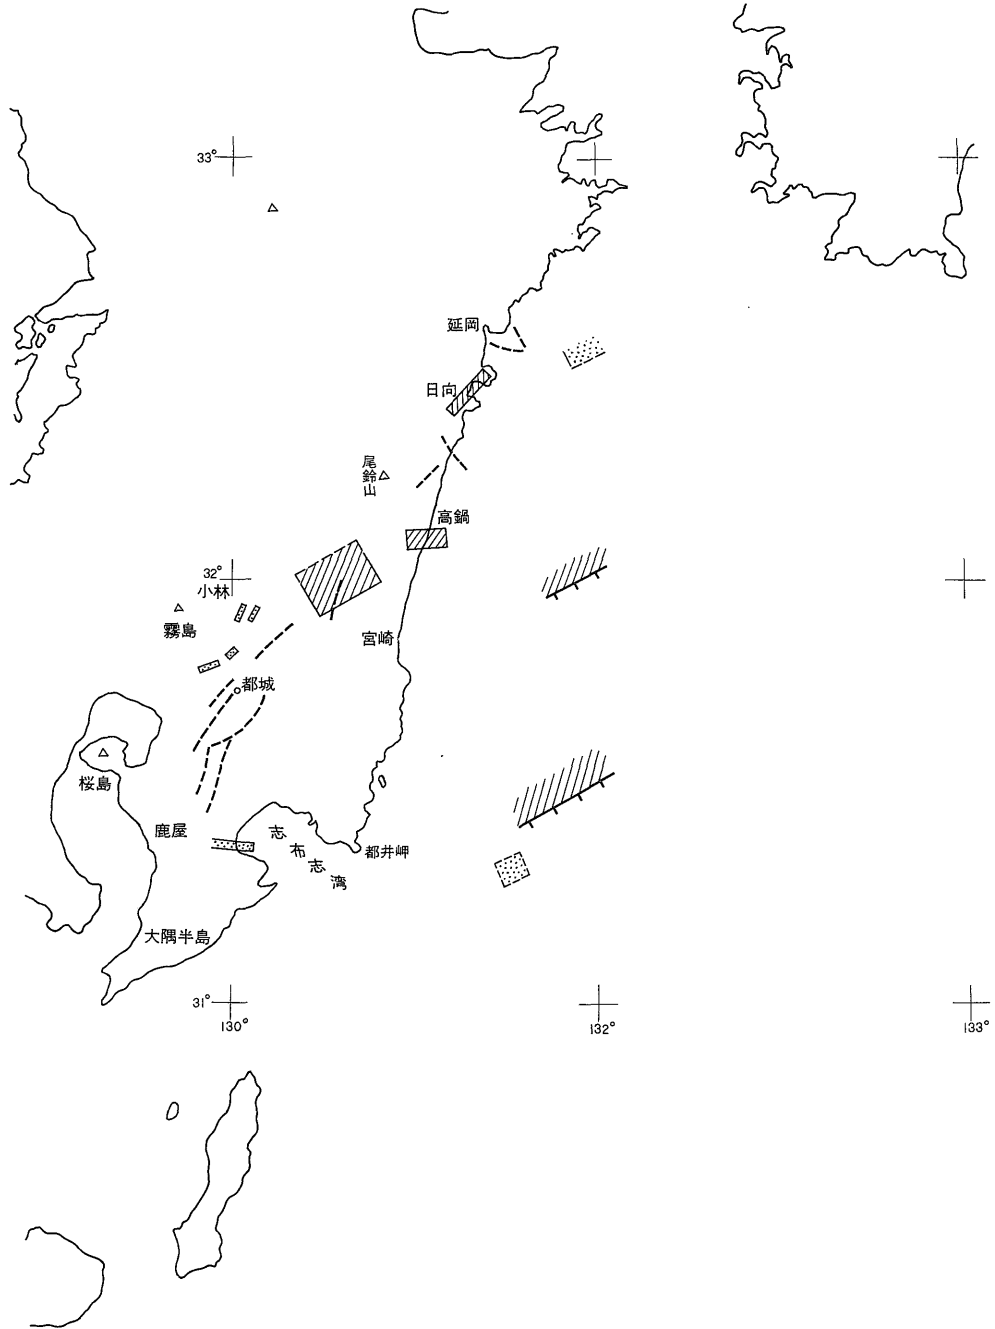 33°
延岡
日向
尾鈴山
高鍋
32°
小林
霧島
宮崎
都城
桜島
鹿屋
志布志湾
都井岬
大隅半島
31°
130°
132°
133°